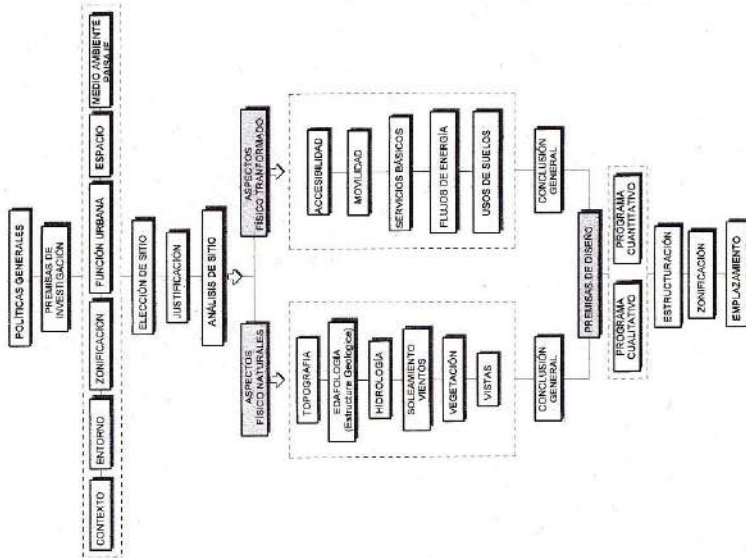 POLÍTICAS GENERALES
PREMISAS DE
INVESTIGACIÓN
CONTEXTO
ENTORNO
ZONIFICACIÓN
FUNCIÓN URBANA
ESPACIO
MEDIO AMBIENTE
PAISAJE
ELECCIÓN DE SITIO
JUSTIFICACIÓN
ANÁLISIS DE SITIO
ASPECTOS
FÍSICO NATURALES
TOPOGRAFIA
EDAFOLOGÍA
(Estructura Geologica)
HIDROLOGÍA
SOLEAMIENTO
VIENTOS
VEGETACIÓN
VISTAS
CONCLUSIÓN
GENERAL
ASPECTOS
FÍSICO TRANFORMADO
ACCESIBILIDAD
MOVILIDAD
SERVICIOS BÁSICOS
FLUJOS DE ENERGÍA
USOS DE SUELOS
CONCLUSIÓN
GENERAL
PREMISAS DE DISEÑO
PROGRAMA
CUALITATIVO
PROGRAMA
CUANTITATIVO
ESTRUCTURACIÓN
ZONIFICACIÓN
EMPLAZAMIENTO